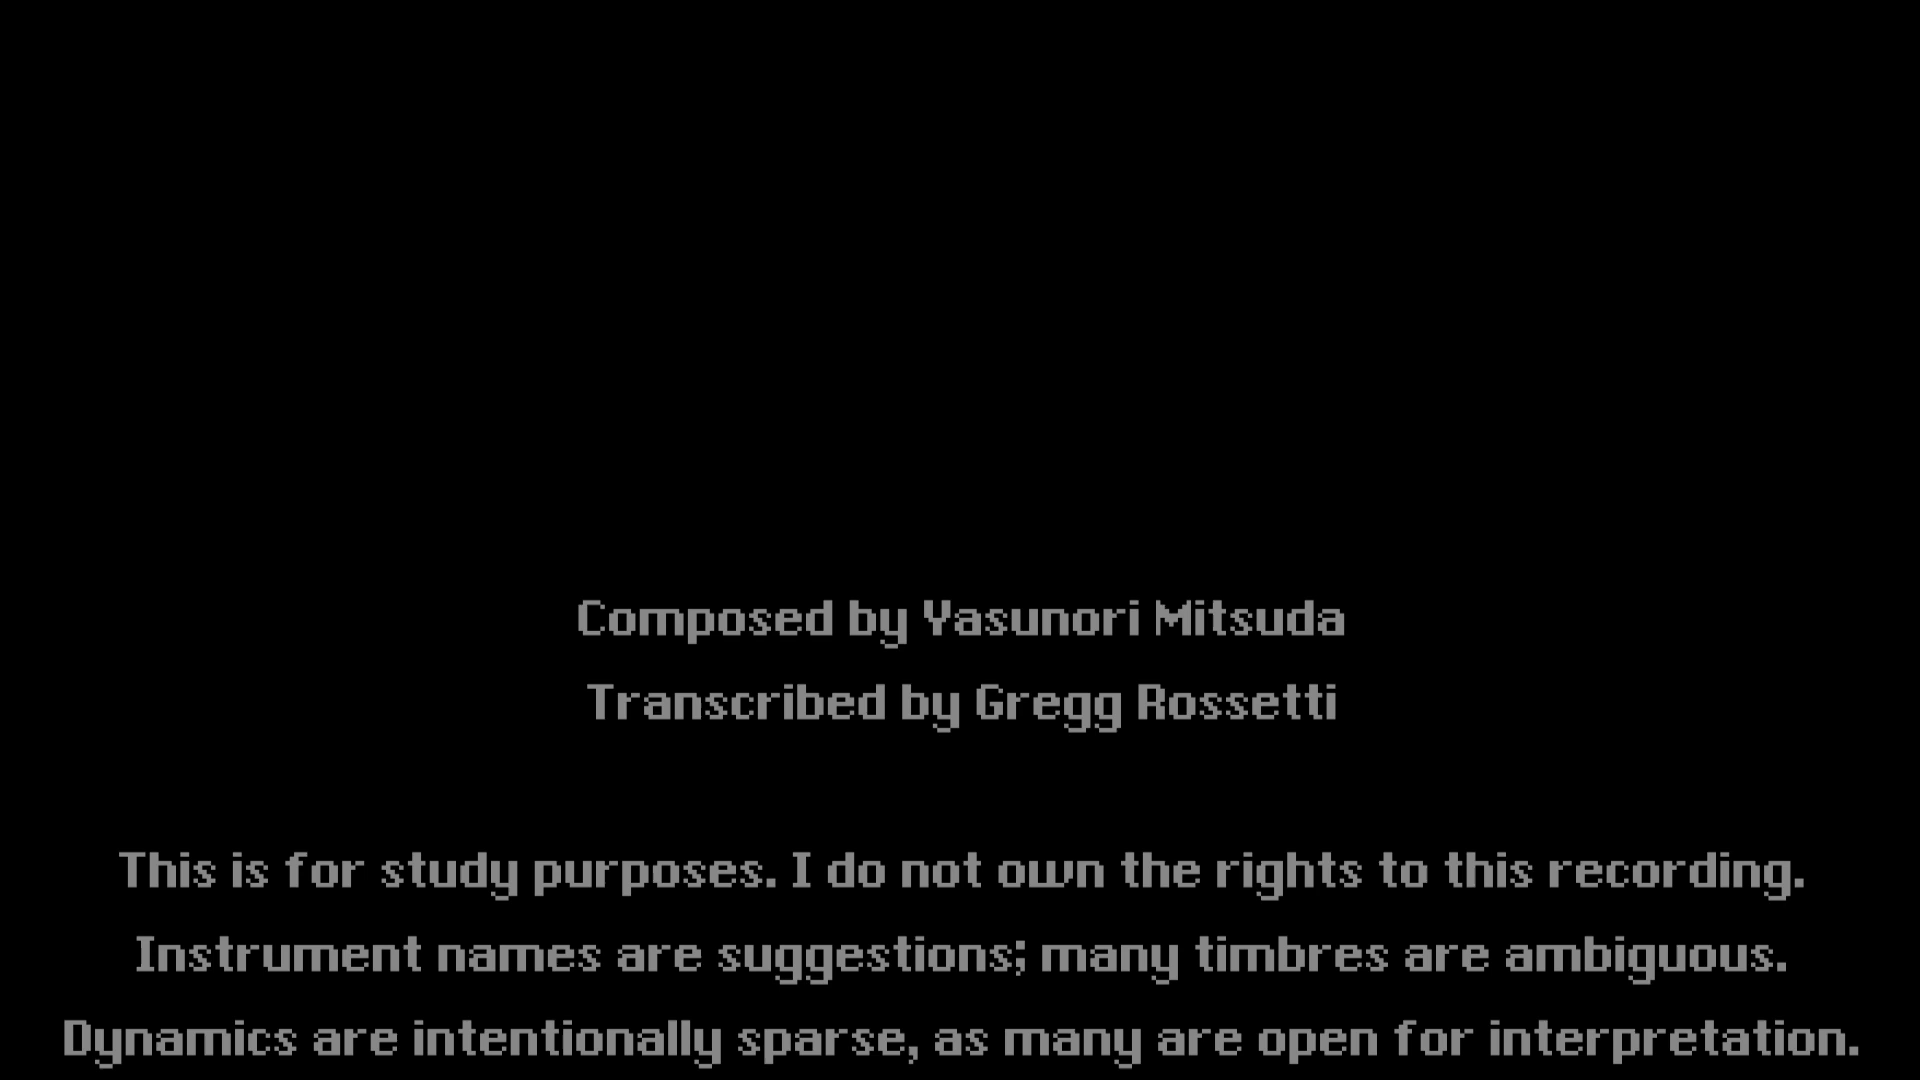 Composed by Yasunori Mitsuda
Transcribed by Gregg Rossetti
This is for study purposes. I do not own the rights to this recording.
Instrument names are suggestions; many timbres are ambiguous.
Dynamics are intentionally sparse, as many are open for interpretation.